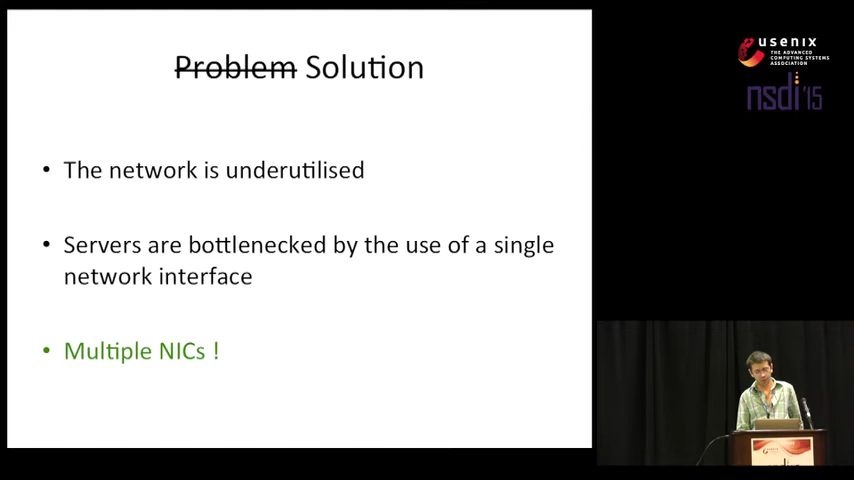 Problem Solution
• The network is underutilised
• Servers are bottlenecked by the use of a single
network interface
• Multiple NICs !
usenix
THE ADVANCED
COMPUTING SYSTEMS
ASSOCIATION
nsdi '15